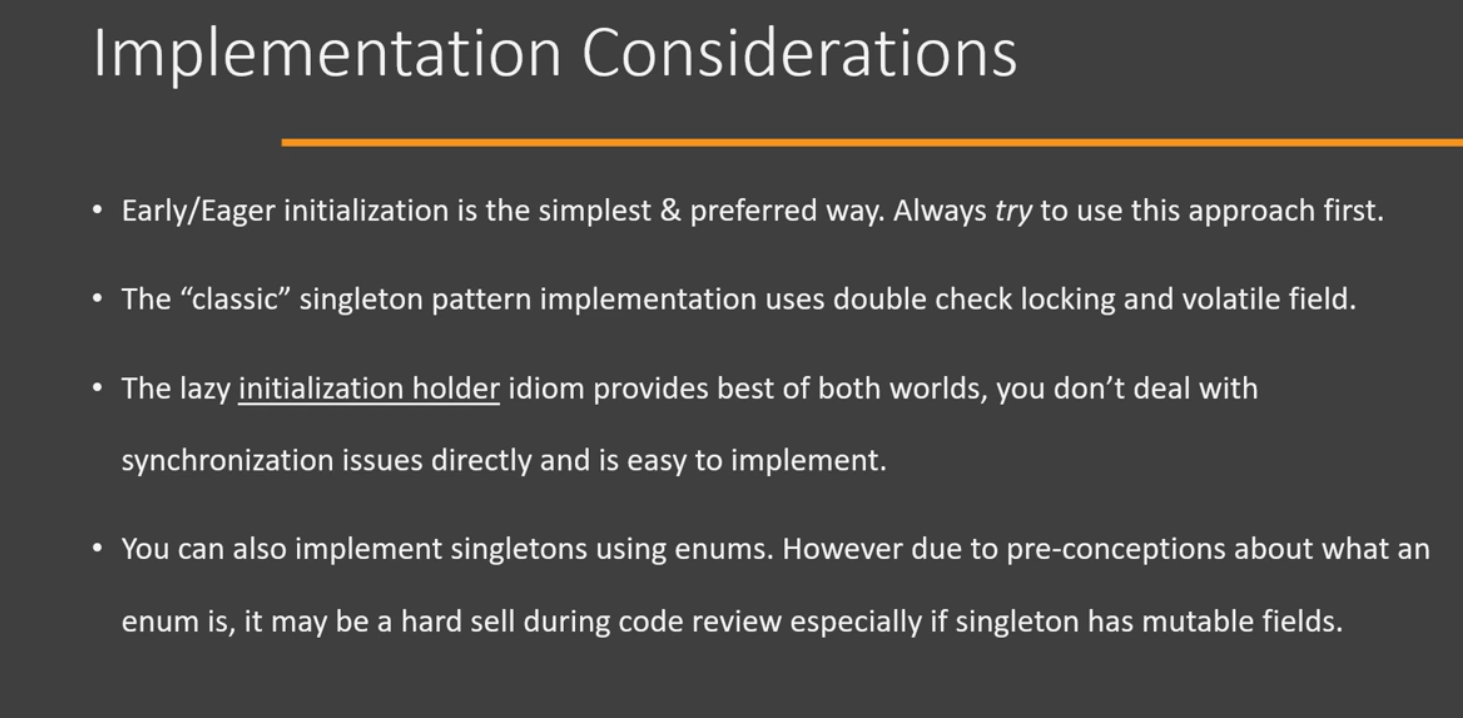 Implementation Considerations
• Early/Eager initialization is the simplest & preferred way. Always try to use this approach first.
• The “classic” singleton pattern implementation uses double check locking and volatile field.
• The lazy initialization holder idiom provides best of both worlds, you don’t deal with
synchronization issues directly and is easy to implement.
• You can also implement singletons using enums. However due to pre-conceptions about what an
enum is, it may be a hard sell during code review especially if singleton has mutable fields.